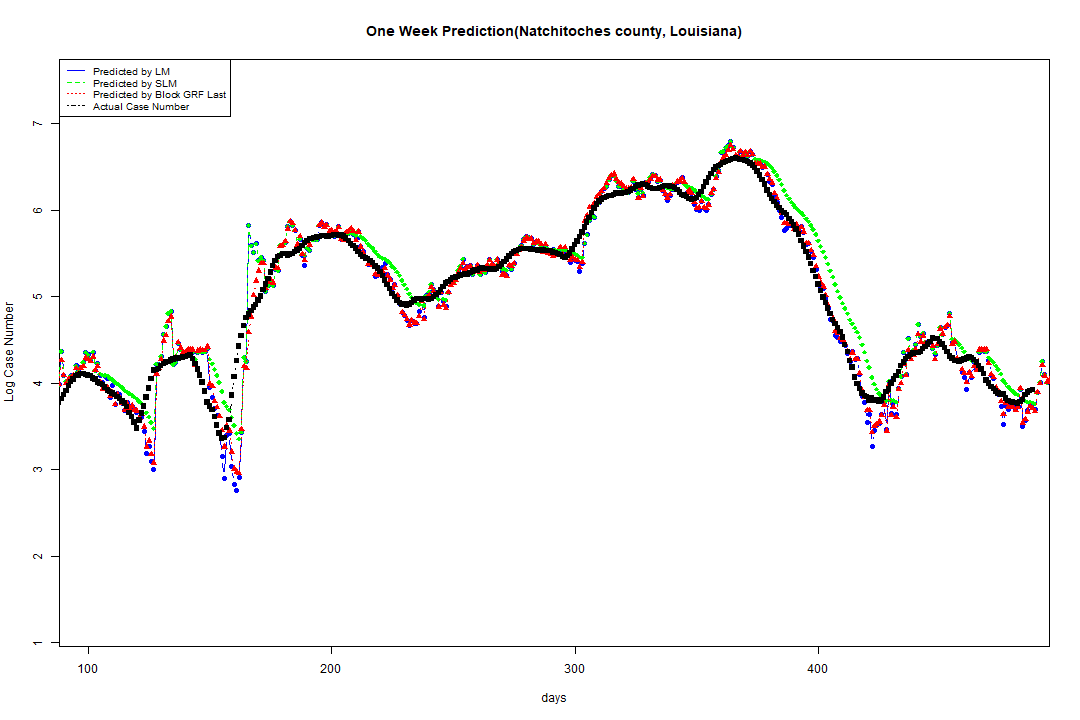 One Week Prediction(Natchitoches county, Louisiana)
Predicted by LM
Predicted by SLM
Predicted by Block GRF Last
Actual Case Number
7
6
5
4
3
2
1
Log Case Number
100 200 300 400
days